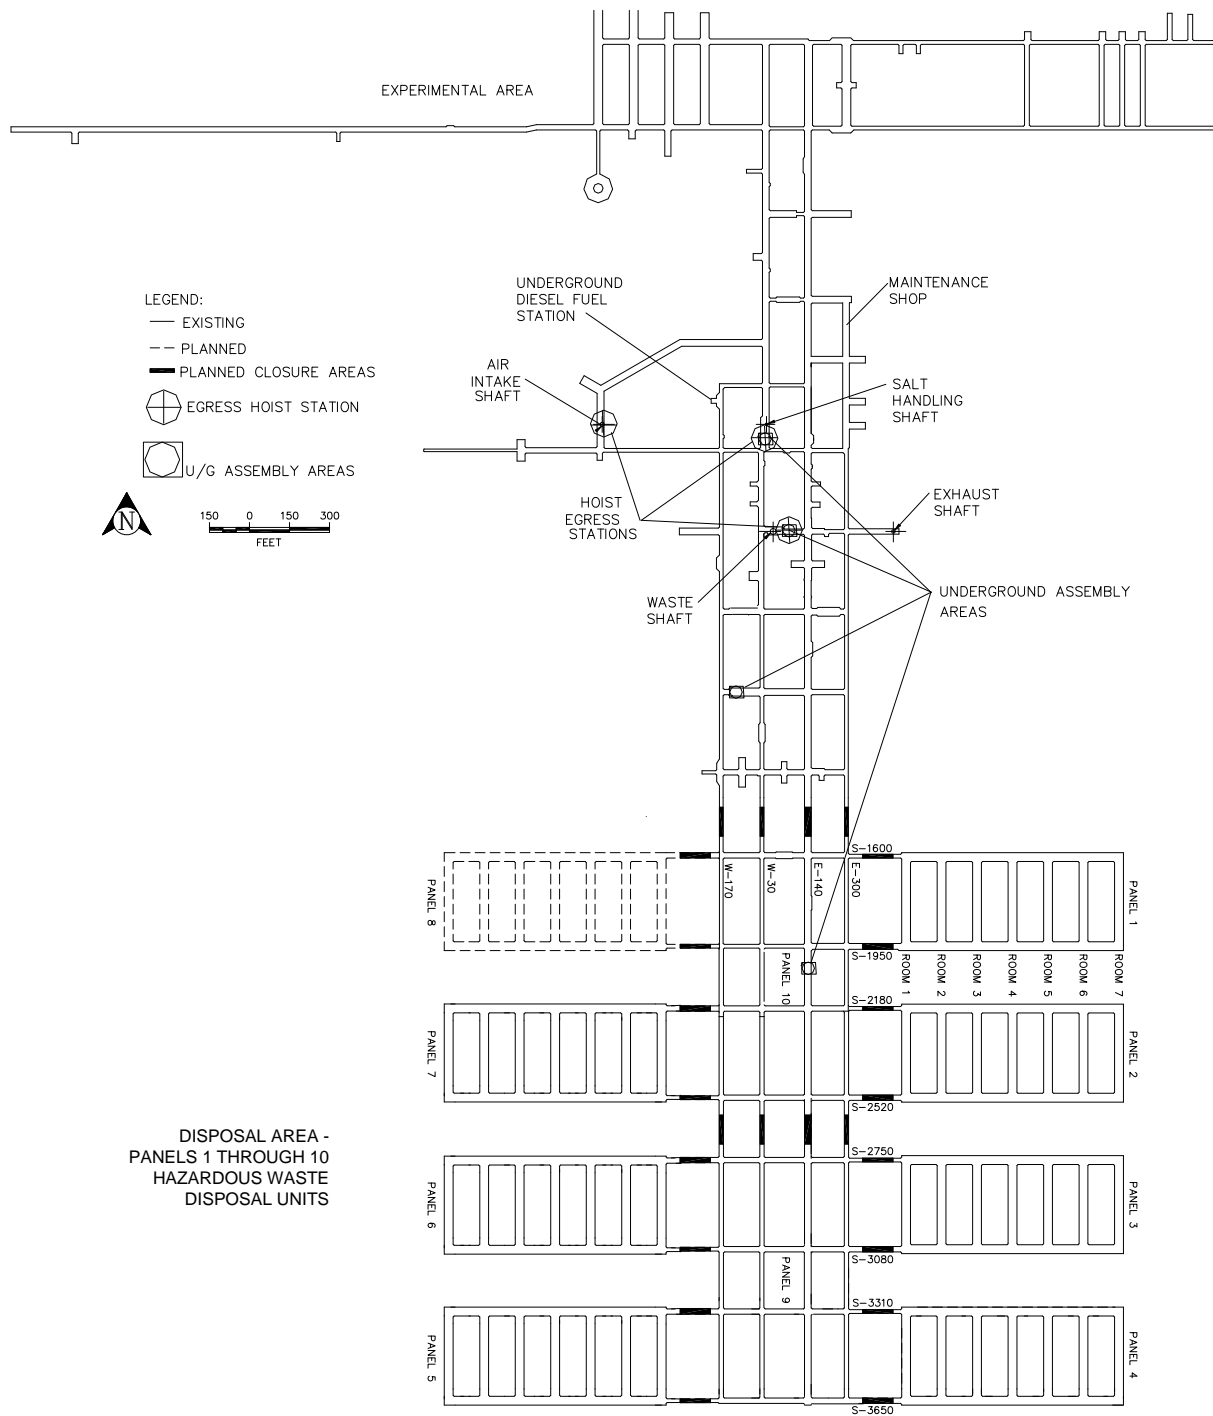 EXPERIMENTAL AREA
UNDERGROUND
DIESEL FUEL
STATION
MAINTENANCE
SHOP
LEGEND:
EXISTING
PLANNED
PLANNED CLOSURE AREAS
EGRESS HOIST STATION
U/G ASSEMBLY AREAS
AIR
INTAKE
SHAFT
SALT
HANDLING
SHAFT
N
150 0 150 300
FEET
HOIST
EGRESS
STATIONS
EXHAUST
SHAFT
WASTE
SHAFT
UNDERGROUND ASSEMBLY
AREAS
S-1600
W-170
W-30
E-140
E-300
PANEL 8
PANEL 1
S-1950
PANEL 10
ROOM 1
ROOM 2
ROOM 3
ROOM 4
ROOM 5
ROOM 6
ROOM 7
S-2180
PANEL 7
PANEL 2
S-2520
DISPOSAL AREA -
PANELS 1 THROUGH 10
HAZARDOUS WASTE
DISPOSAL UNITS
S-2750
PANEL 6
PANEL 3
S-3080
PANEL 9
S-3310
PANEL 5
PANEL 4
S-3650